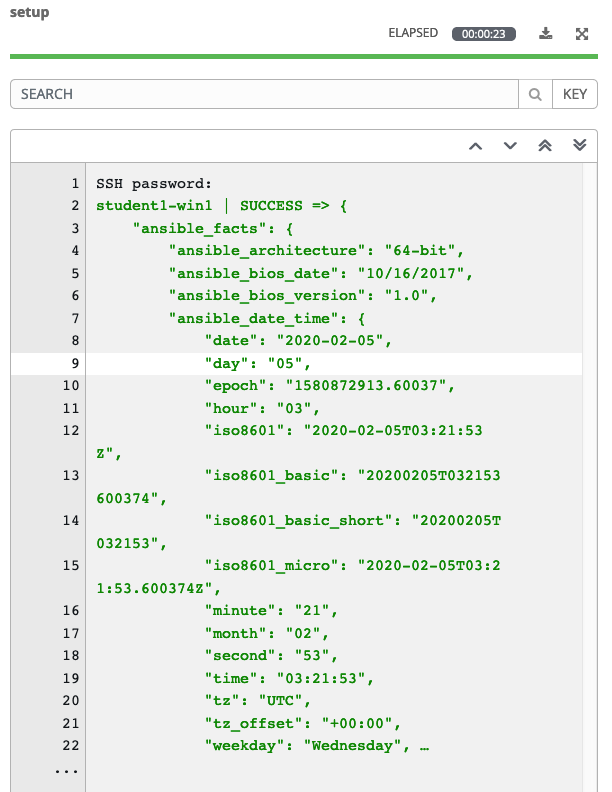 setup
ELAPSED 00:00:23
SEARCH KEY
1 SSH password:
2 student1-win1 | SUCCESS => {
3 "ansible_facts": {
4 "ansible_architecture": "64-bit",
5 "ansible_bios_date": "10/16/2017",
6 "ansible_bios_version": "1.0",
7 "ansible_date_time": {
8 "date": "2020-02-05",
9 "day": "05",
10 "epoch": "1580872913.60037",
11 "hour": "03",
12 "iso8601": "2020-02-05T03:21:53
Z",
13 "iso8601_basic": "20200205T032153
600374",
14 "iso8601_basic_short": "20200205T
032153",
15 "iso8601_micro": "2020-02-05T03:2
1:53.600374Z",
16 "minute": "21",
17 "month": "02",
18 "second": "53",
19 "time": "03:21:53",
20 "tz": "UTC",
21 "tz_offset": "+00:00",
22 "weekday": "Wednesday", …
...